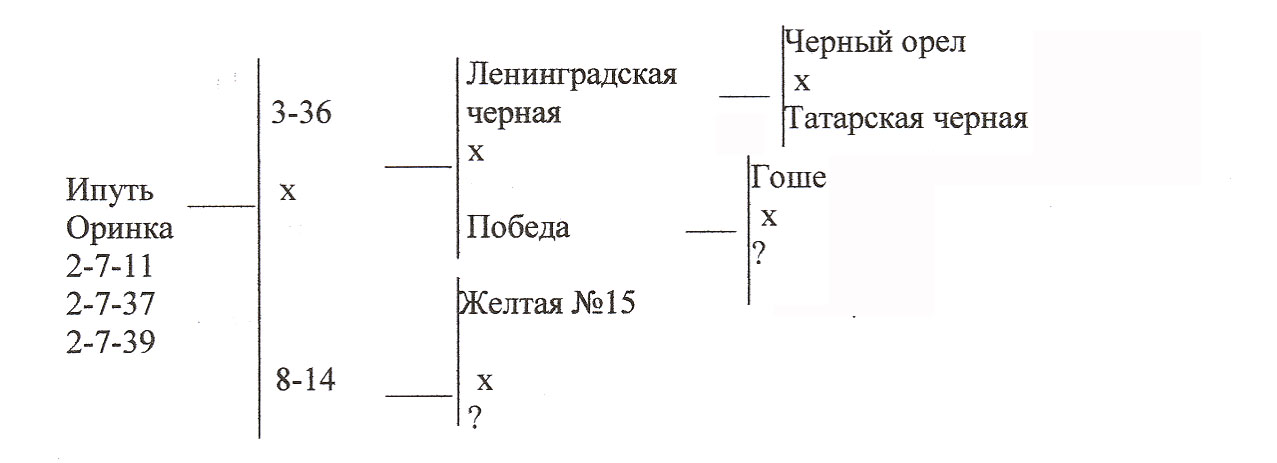 Ипуть
Оринка
2-7-11
2-7-37
2-7-39
3-36
х
8-14
Ленинградская
черная
х
Победа
Желтая №15
х
?
Черный орел
х
Татарская черная
Гоше
х
?